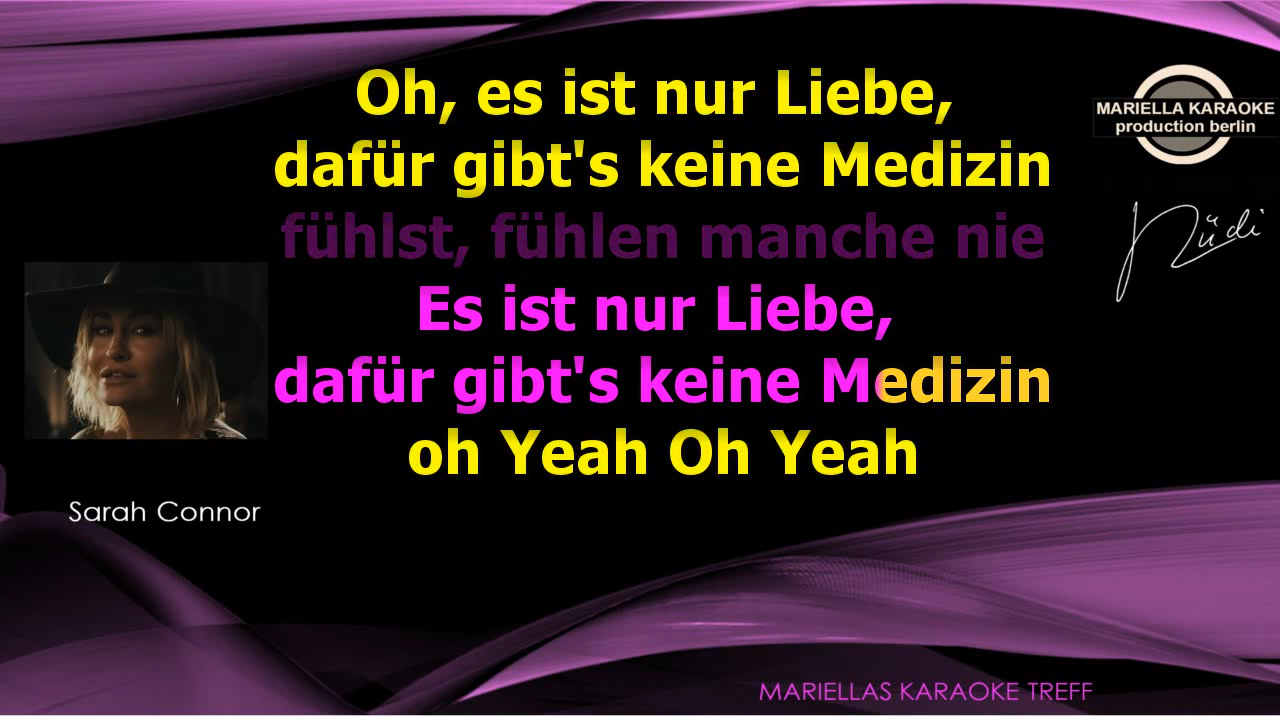 Oh, es ist nur Liebe,
dafür gibt's keine Medizin
fühlst, fühlen manche nie
Es ist nur Liebe,
dafür gibt's keine Medizin
oh Yeah Oh Yeah
MARIELLA KARAOKE
production berlin
Rüdi
Sarah Connor
MARIELLAS KARAOKE TREFF